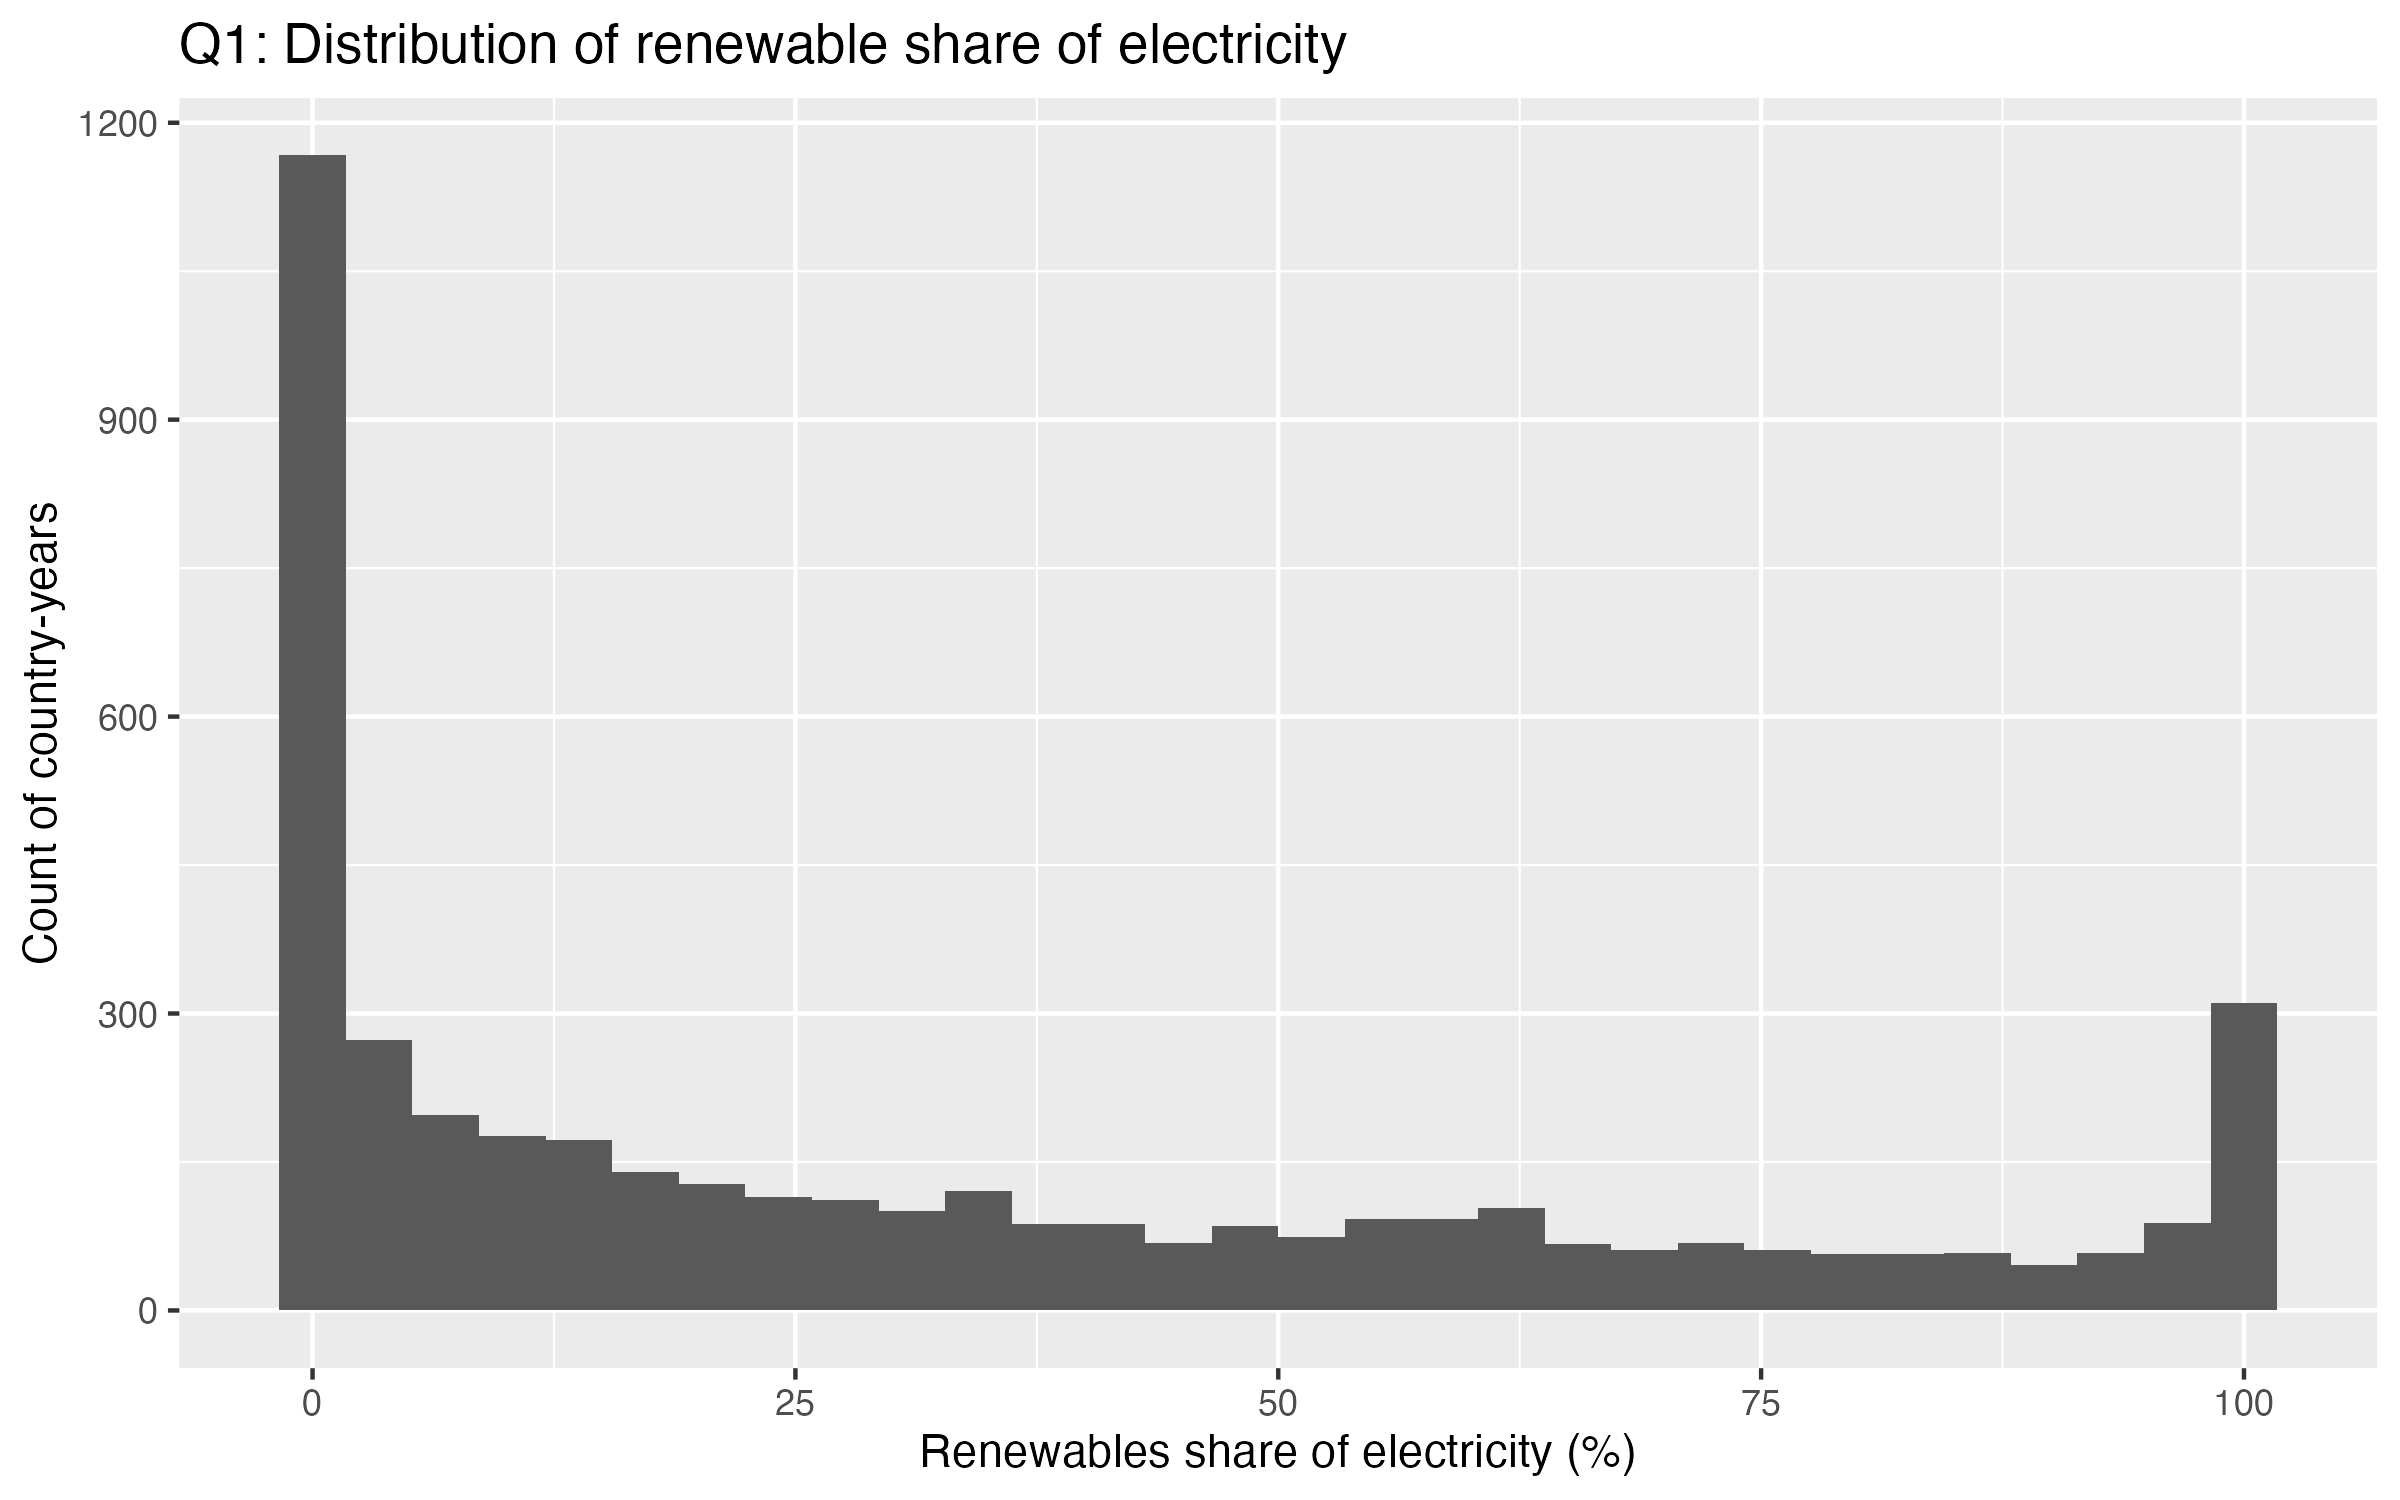 Q1: Distribution of renewable share of electricity
1200
900
600
300
0
Count of country-years
0 25 50 75 100
Renewables share of electricity (%)